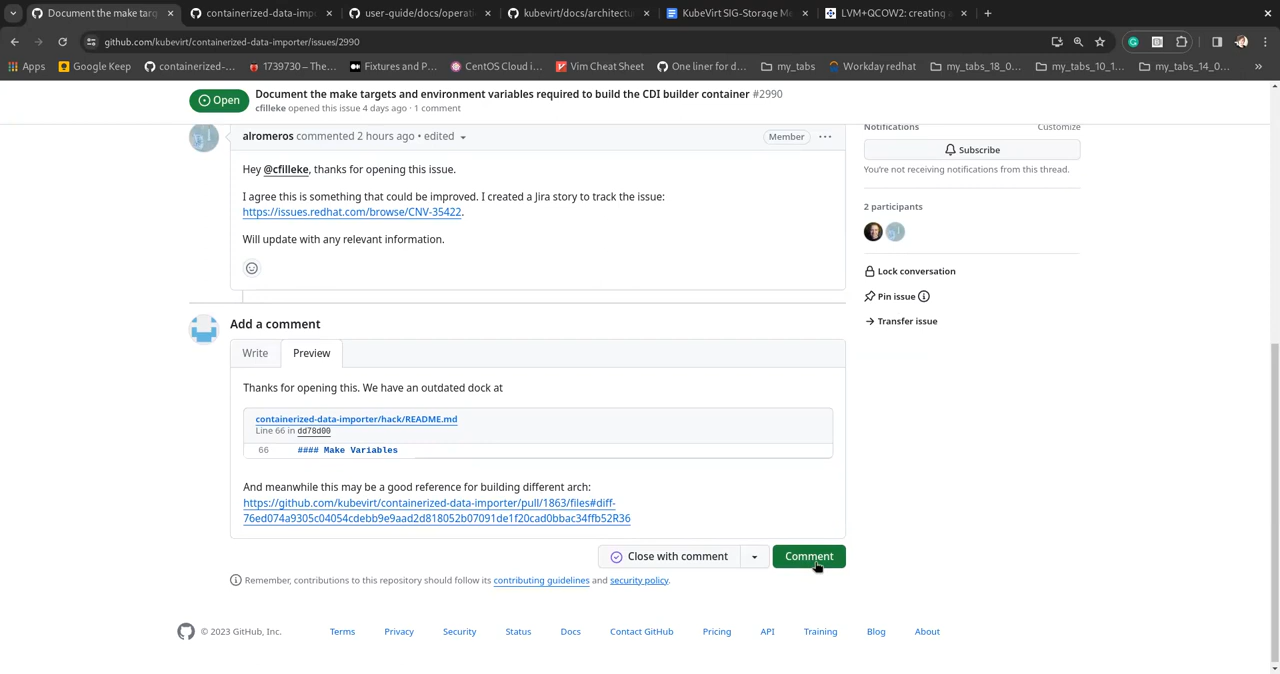 Document the make targ
containerized-data-impo
user-guide/docs/operati
kubevirt/docs/architectu
KubeVirt SIG-Storage Me
LVM+QCOW2: creating a
github.com/kubevirt/containerized-data-importer/issues/2990
Apps
Google Keep
containerized-...
1739730 – The...
Fixtures and P...
CentOS Cloud i...
Vim Cheat Sheet
One liner for d...
my_tabs
Workday redhat
my_tabs_18_0...
my_tabs_10_1...
my_tabs_14_0...
Open
Document the make targets and environment variables required to build the CDI builder container #2990
cfilleke opened this issue 4 days ago · 1 comment
alromeros commented 2 hours ago • edited
Member
Hey @cfilleke, thanks for opening this issue.
I agree this is something that could be improved. I created a Jira story to track the issue:
https://issues.redhat.com/browse/CNV-35422.
Will update with any relevant information.
Notifications
Customize
Subscribe
You're not receiving notifications from this thread.
2 participants
Lock conversation
Pin issue
Transfer issue
Add a comment
Write
Preview
Thanks for opening this. We have an outdated dock at
containerized-data-importer/hack/README.md
Line 66 in dd78d00
66 #### Make Variables
And meanwhile this may be a good reference for building different arch:
https://github.com/kubevirt/containerized-data-importer/pull/1863/files#diff-
76ed074a9305c04054cdebb9e9aad2d818052b07091de1f20cad0bbac34ffb52R36
Close with comment
Comment
Remember, contributions to this repository should follow its contributing guidelines and security policy.
© 2023 GitHub, Inc.
Terms
Privacy
Security
Status
Docs
Contact GitHub
Pricing
API
Training
Blog
About